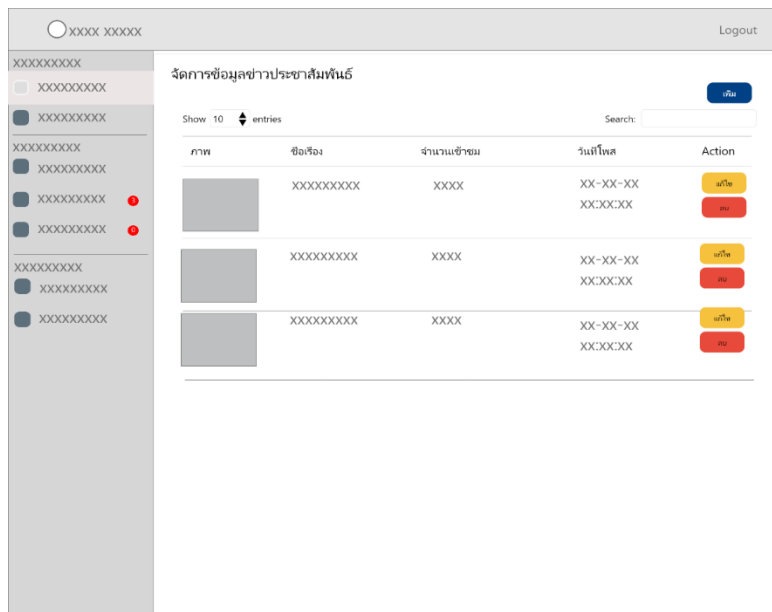 xxxx xxxxx
Logout
xxxxxxxxx
xxxxxxxxx
xxxxxxxxx
xxxxxxxxx
xxxxxxxxx
xxxxxxxxx 3
xxxxxxxxx 0
xxxxxxxxx
xxxxxxxxx
xxxxxxxxx
จัดการข้อมูลข่าวประชาสัมพันธ์
เพิ่ม
Show 10 entries
Search:
ภาพ ชื่อเรื่อง จำนวนเข้าชม วันที่โพส Action
xxxxxxxxx xxxx xx-xx-xx แก้ไข
xx:xx:xx ลบ
xxxxxxxxx xxxx xx-xx-xx แก้ไข
xx:xx:xx ลบ
xxxxxxxxx xxxx xx-xx-xx แก้ไข
xx:xx:xx ลบ